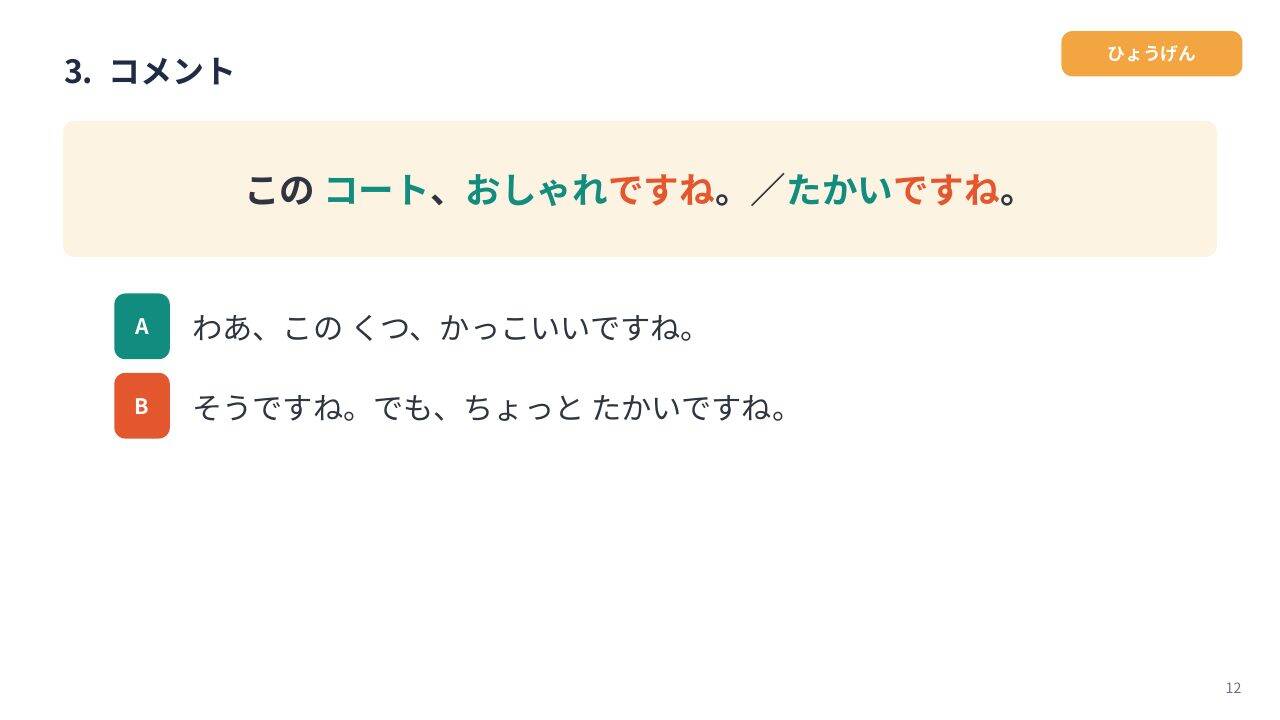 ひょうげん
3. コメント
この コート、おしゃれですね。／たかいですね。
A わあ、この くつ、かっこいいですね。
B そうですね。でも、ちょっと たかいですね。
12